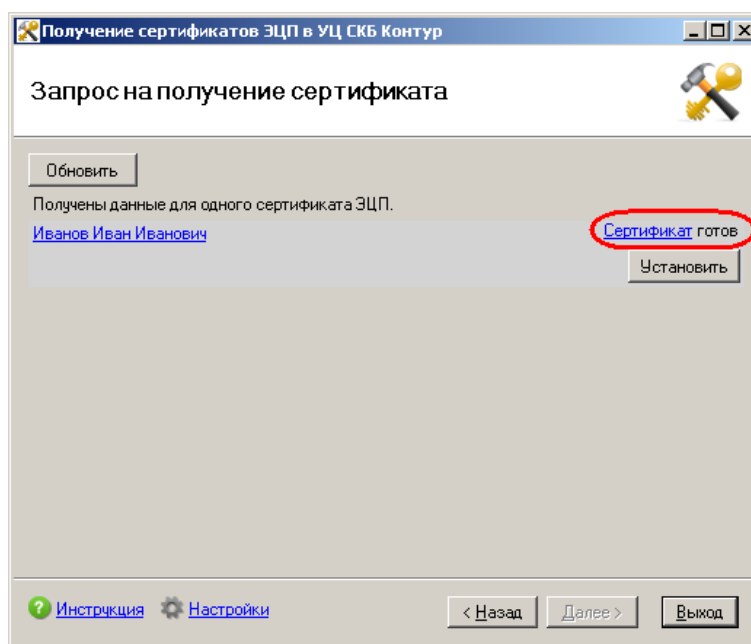 Получение сертификатов ЭЦП в УЦ СКБ Контур
Запрос на получение сертификата
Обновить
Получены данные для одного сертификата ЭЦП.
Иванов Иван Иванович
Сертификат готов
Установить
Инструкция
Настройки
< Назад
Далее >
Выход